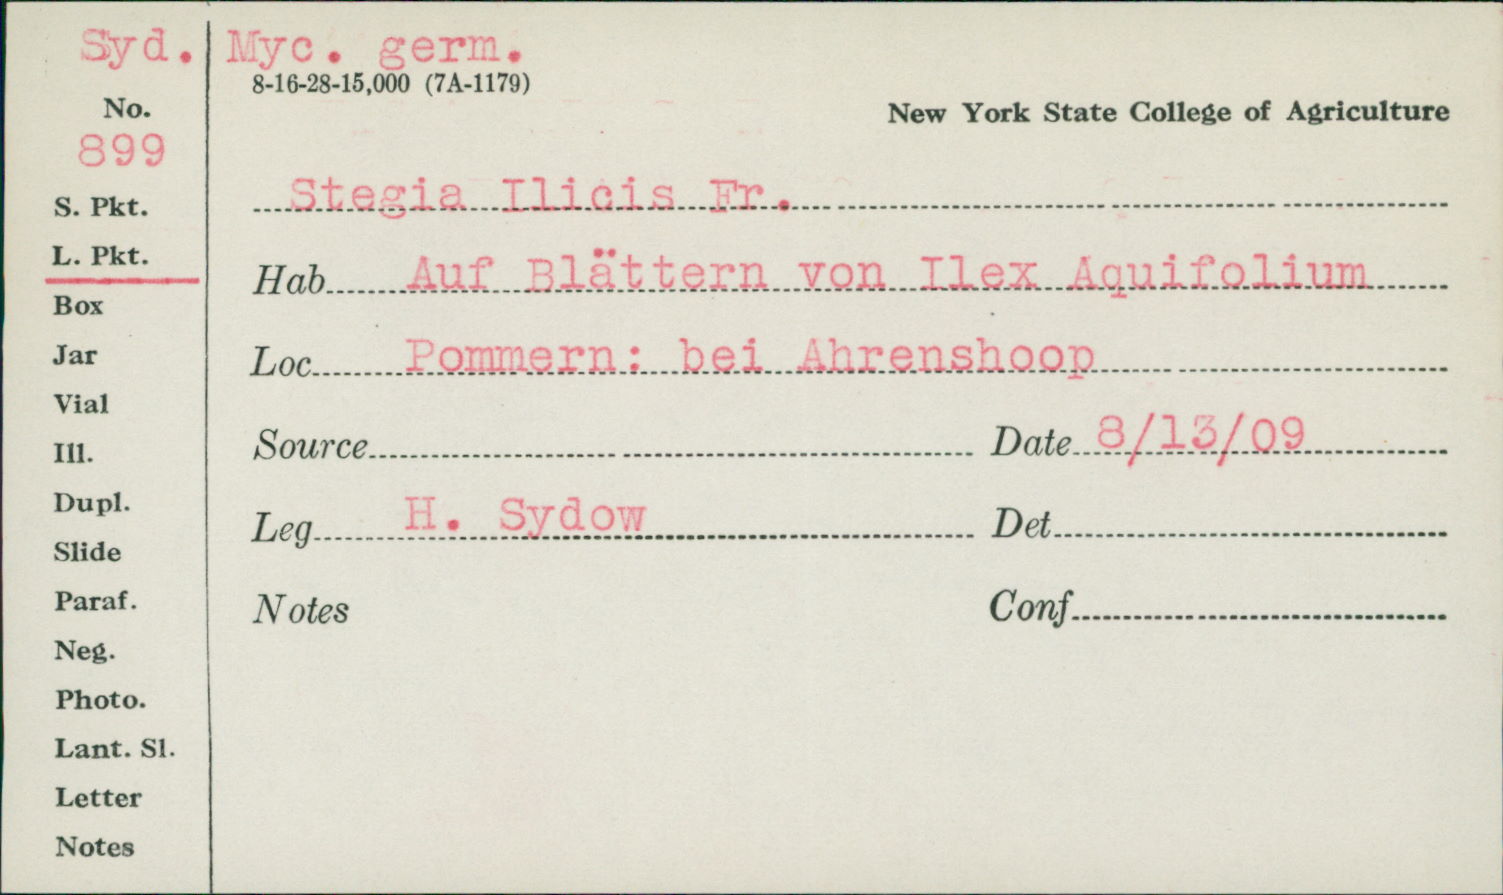 Syd. Myc. germ.
8-16-28-15,000 (7A-1179)
No.
New York State College of Agriculture
899
Stegia Ilicis Fr.
S. Pkt.
L. Pkt.
Hab. Auf Blättern von Ilex Aquifolium
Box
Jar
Loc. Pommern: bei Ahrenshoop
Vial
Ill.
Source Date 8/13/09
Dupl.
Leg. H. Sydow Det.
Slide
Paraf.
Notes Conf.
Neg.
Photo.
Lant. Sl.
Letter
Notes